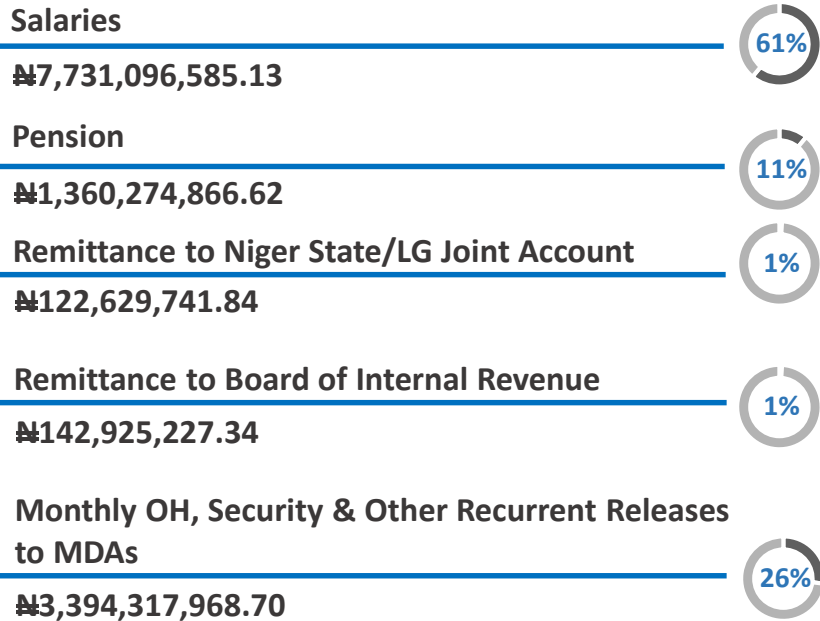 Salaries
61%
₦7,731,096,585.13
Pension
11%
₦1,360,274,866.62
Remittance to Niger State/LG Joint Account
1%
₦122,629,741.84
Remittance to Board of Internal Revenue
1%
₦142,925,227.34
Monthly OH, Security & Other Recurrent Releases
to MDAs
26%
₦3,394,317,968.70